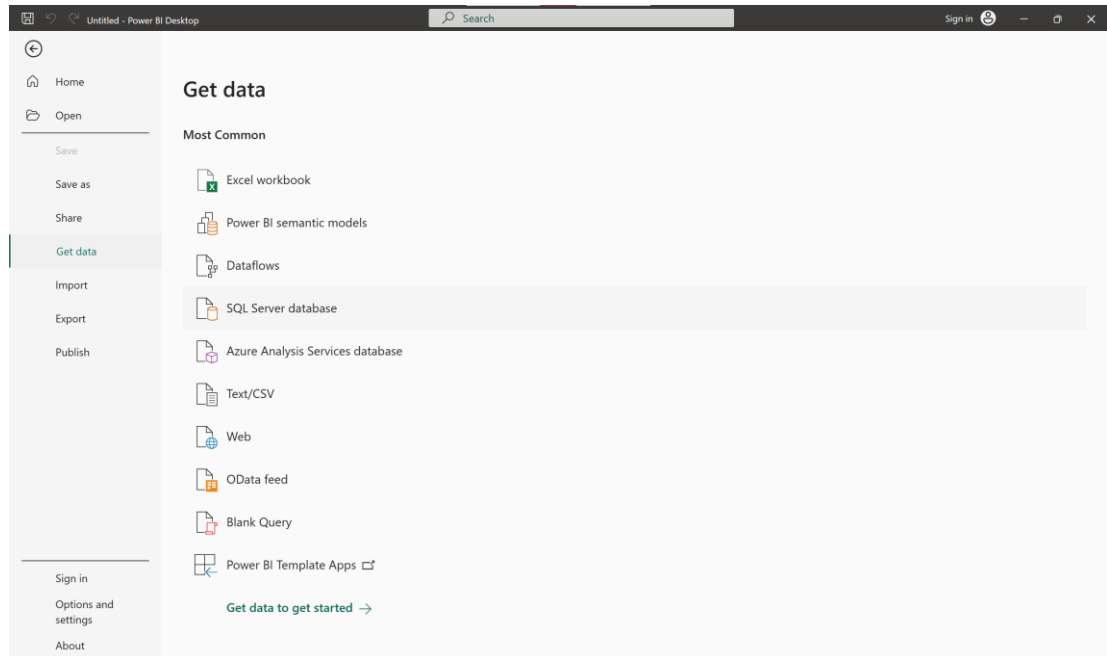 Untitled - Power BI Desktop
Search
Sign in
Home
Open
Save
Save as
Share
Get data
Import
Export
Publish
Sign in
Options and
settings
About
Get data
Most Common
Excel workbook
Power BI semantic models
Dataflows
SQL Server database
Azure Analysis Services database
Text/CSV
Web
OData feed
Blank Query
Power BI Template Apps
Get data to get started